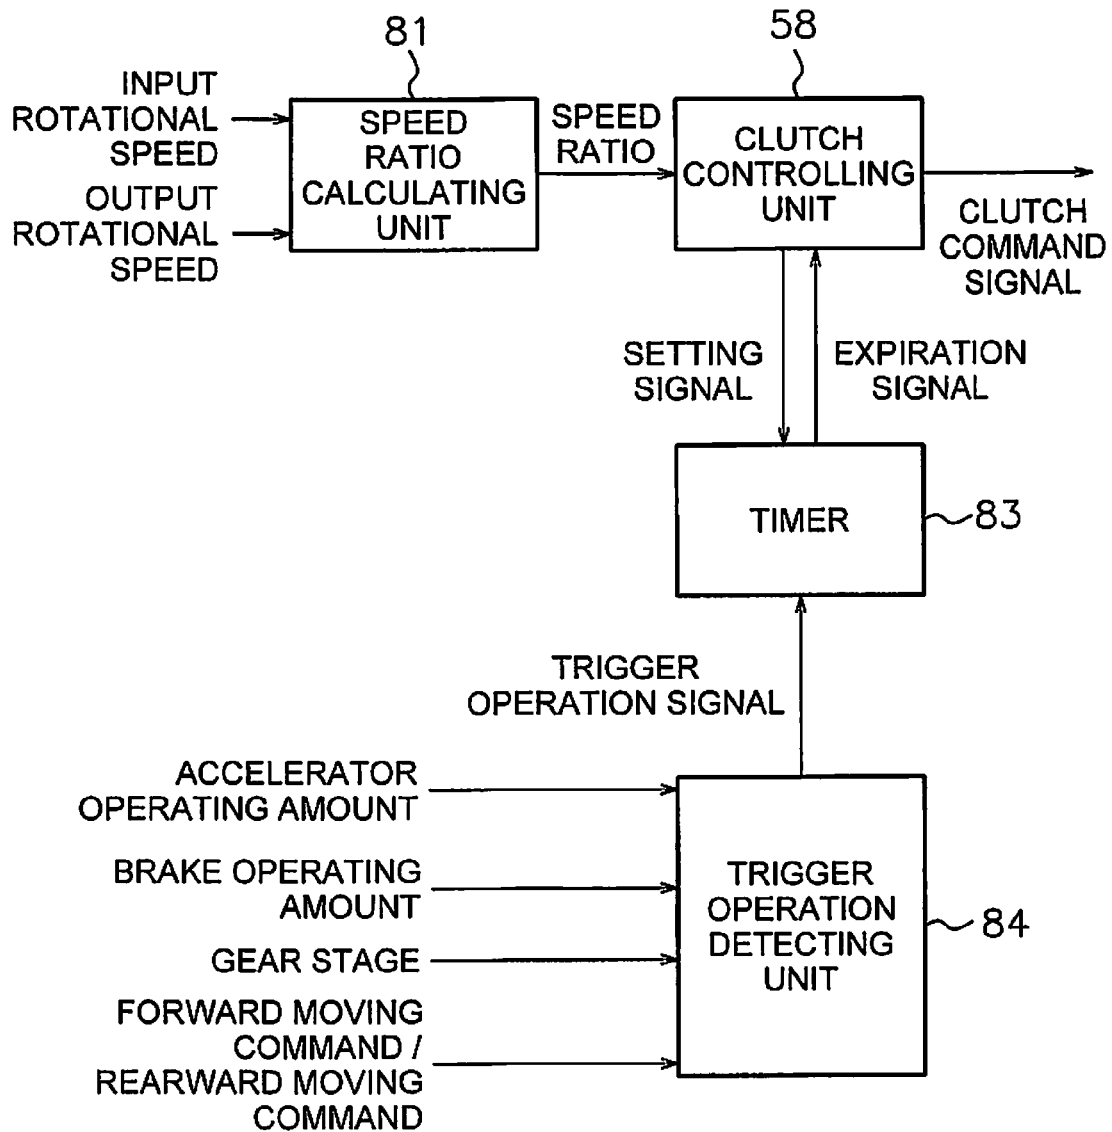 81
58
INPUT
ROTATIONAL
SPEED
OUTPUT
ROTATIONAL
SPEED
SPEED
RATIO
CALCULATING
UNIT
SPEED
RATIO
CLUTCH
CONTROLLING
UNIT
CLUTCH
COMMAND
SIGNAL
SETTING
SIGNAL
EXPIRATION
SIGNAL
TIMER
83
TRIGGER
OPERATION SIGNAL
ACCELERATOR
OPERATING AMOUNT
BRAKE OPERATING
AMOUNT
GEAR STAGE
FORWARD MOVING
COMMAND /
REARWARD MOVING
COMMAND
TRIGGER
OPERATION
DETECTING
UNIT
84